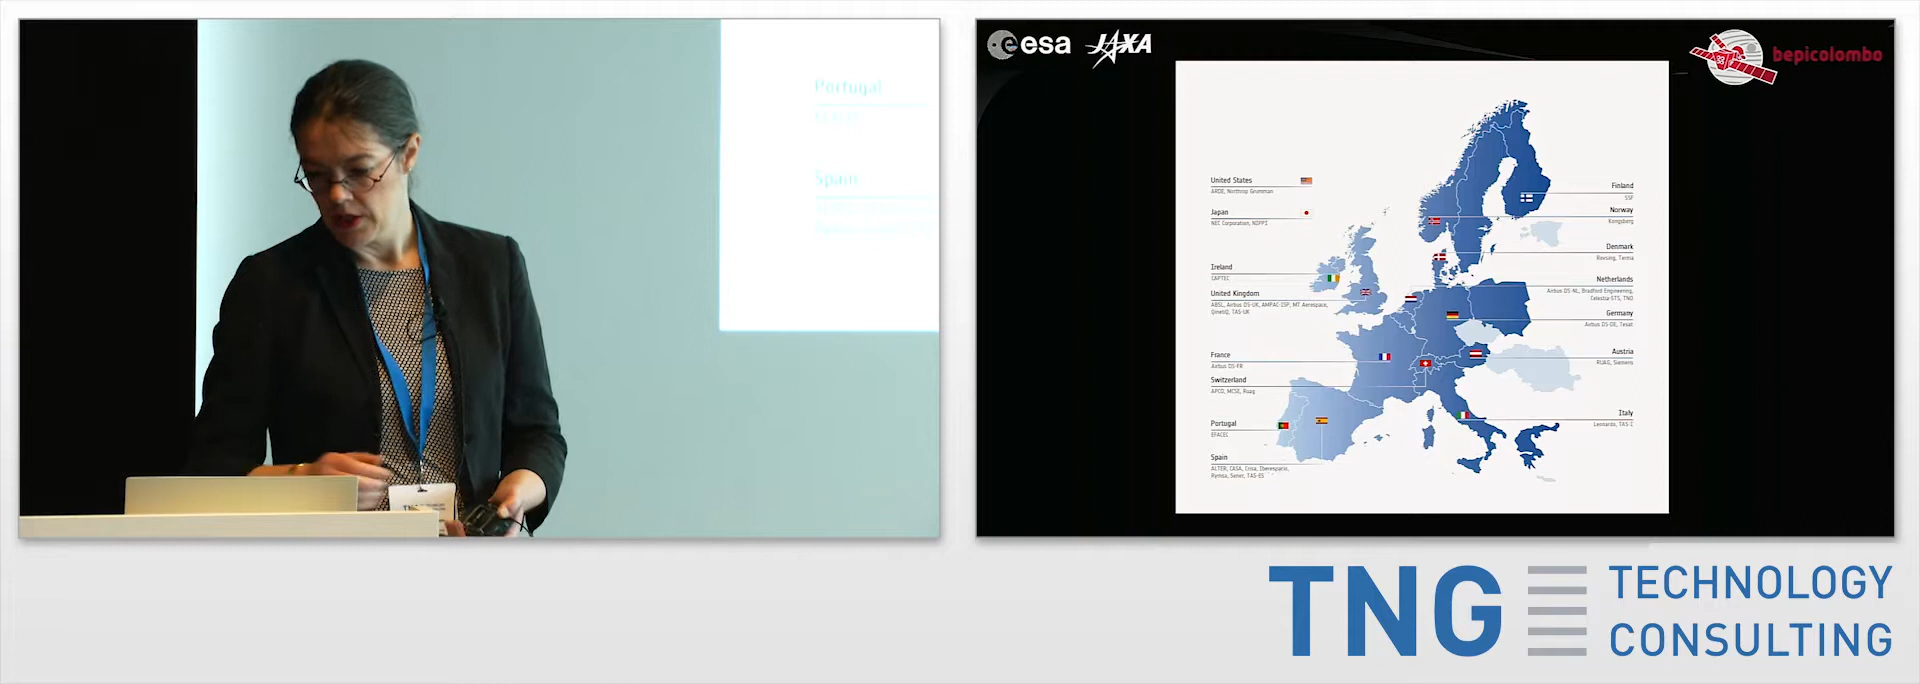 Portugal
Spain
esa
JAXA
bepicolombo
United States
ARDE, Northrop Grumman
Japan
NEC Corporation, NIPPI
Ireland
CAPTEC
United Kingdom
ABSL, Airbus DS-UK, AMPAC-ISP, MT Aerospace,
QinetiQ, TAS-UK
France
Airbus DS-FR
Switzerland
APCO, MCSE, Ruag
Portugal
EFACEC
Spain
ALTER, CASA, Crisa, Iberespacio,
Rymsa, Sener, TAS-ES
Finland
SSF
Norway
Kongsberg
Denmark
Rovsing, Terma
Netherlands
Airbus DS-NL, Bradford Engineering,
Celestia-STS, TNO
Germany
Airbus DS-DE, Tesat
Austria
RUAG, Siemens
Italy
Leonardo, TAS-I
TNG TECHNOLOGY
CONSULTING